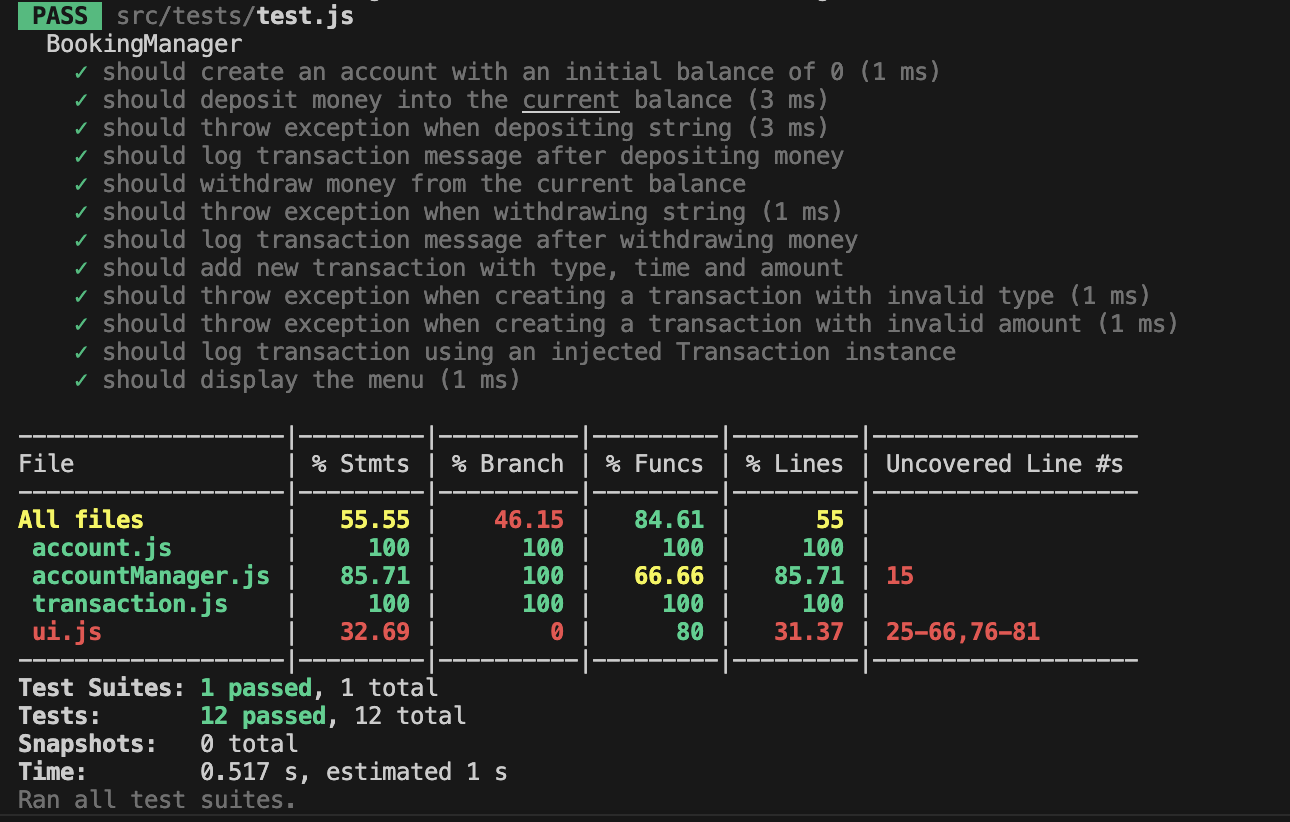 PASS src/tests/test.js
BookingManager
✓ should create an account with an initial balance of 0 (1 ms)
✓ should deposit money into the current balance (3 ms)
✓ should throw exception when depositing string (3 ms)
✓ should log transaction message after depositing money
✓ should withdraw money from the current balance
✓ should throw exception when withdrawing string (1 ms)
✓ should log transaction message after withdrawing money
✓ should add new transaction with type, time and amount
✓ should throw exception when creating a transaction with invalid type (1 ms)
✓ should throw exception when creating a transaction with invalid amount (1 ms)
✓ should log transaction using an injected Transaction instance
✓ should display the menu (1 ms)
-------------------|---------|----------|---------|---------|-------------------
File | % Stmts | % Branch | % Funcs | % Lines | Uncovered Line #s
-------------------|---------|----------|---------|---------|-------------------
All files | 55.55 | 46.15 | 84.61 | 55 |
account.js | 100 | 100 | 100 | 100 |
accountManager.js | 85.71 | 100 | 66.66 | 85.71 | 15
transaction.js | 100 | 100 | 100 | 100 |
ui.js | 32.69 | 0 | 80 | 31.37 | 25-66,76-81
-------------------|---------|----------|---------|---------|-------------------
Test Suites: 1 passed, 1 total
Tests: 12 passed, 12 total
Snapshots: 0 total
Time: 0.517 s, estimated 1 s
Ran all test suites.